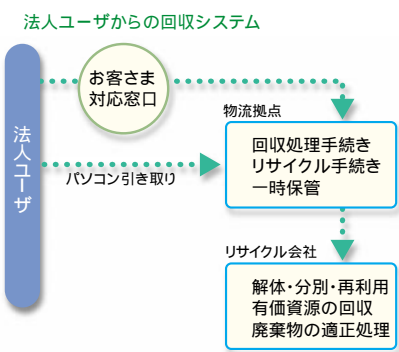 法人ユーザからの回収システム
お客さま
対応窓口
法人ユーザ
物流拠点
回収処理手続き
リサイクル手続き
一時保管
パソコン引き取り
リサイクル会社
解体・分別・再利用
有価資源の回収
廃棄物の適正処理